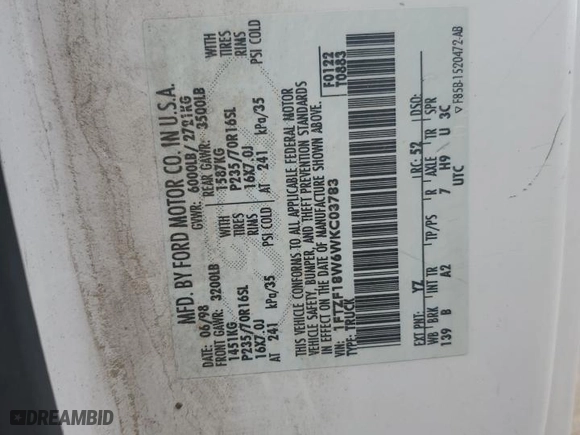 MFD. BY FORD MOTOR CO. IN U.S.A.
DATE: 06/98 GVWR: 6000LB/ 2721KG
FRONT GAWR: 3200LB REAR GAWR: 3500LB
1451KG WITH 1587KG WITH
P235/70R16SL TIRES P235/70R16SL TIRES
16X7.0J RIMS 16X7.0J RIMS
AT 241 kPa/35 PSI COLD AT 241 kPa/35 PSI COLD
THIS VEHICLE CONFORMS TO ALL APPLICABLE FEDERAL MOTOR
VEHICLE SAFETY, BUMPER, AND THEFT PREVENTION STANDARDS
IN EFFECT ON THE DATE OF MANUFACTURE SHOWN ABOVE.
VIN: 1FTZF18W6WKC03783 F0122
TYPE: TRUCK T0883
EXT PNT: YZ RC: 52 DSO:
WB BRK INT TR TP/PS R AXLE TR SPR
139 B A2 7 H9 U 3C
UTC
▽F85B-1520472-AB
DREAMBID